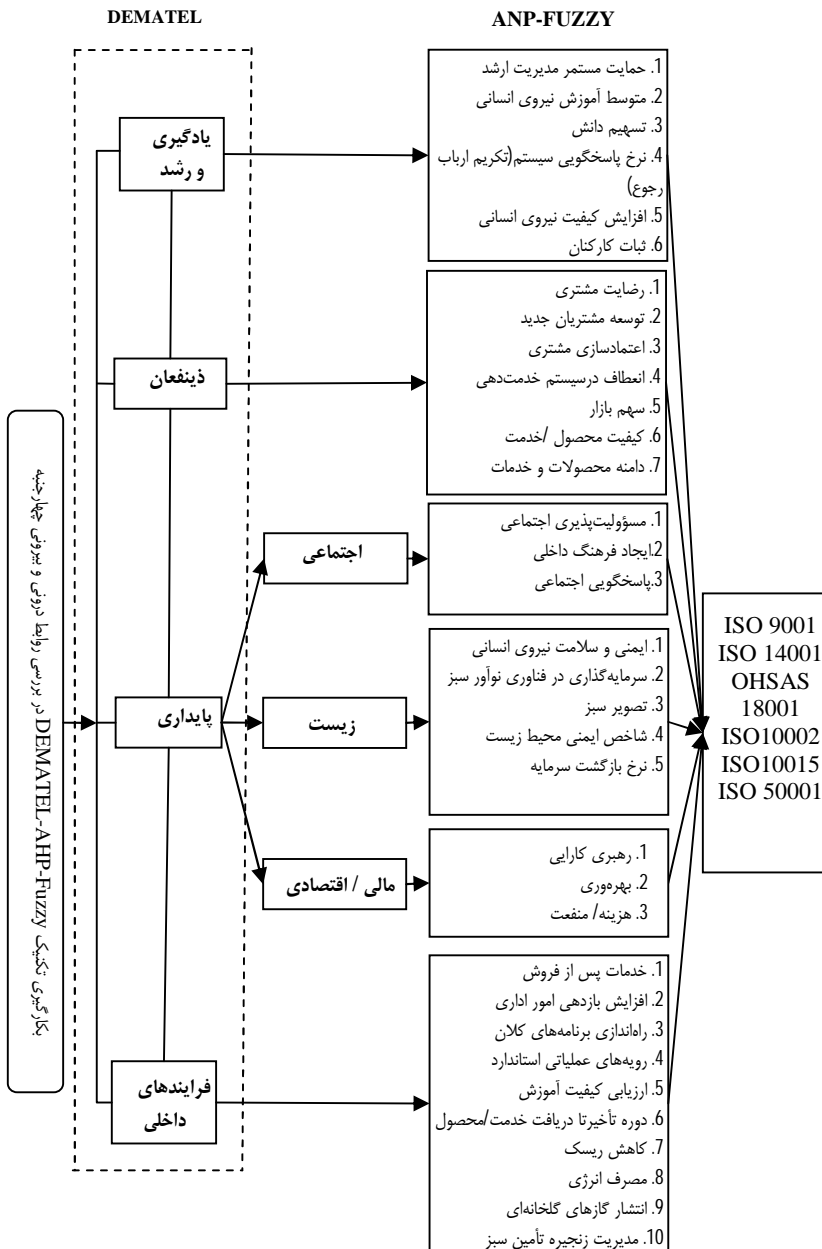 DEMATEL
ANP-FUZZY
یادگیری
و رشد
1. حمایت مستمر مدیریت ارشد
2. متوسط آموزش نیروی انسانی
3. تسهیم دانش
4. نرخ پاسخگویی سیستم(تکریم ارباب
رجوع)
5. افزایش کیفیت نیروی انسانی
6. ثبات کارکنان
ذینفعان
1. رضایت مشتری
2. توسعه مشتریان جدید
3. اعتمادسازی مشتری
4. انعطاف درسیستم خدمت‌دهی
5. سهم بازار
6. کیفیت محصول /خدمت
7. دامنه محصولات و خدمات
بکارگیری تکنیک DEMATEL-AHP-Fuzzy در بررسی روابط درونی و بیرونی چهارجنبه
پایداری
اجتماعی
1. مسؤولیت‌پذیری اجتماعی
2.ایجاد فرهنگ داخلی
3.پاسخگویی اجتماعی
زیست
1. ایمنی و سلامت نیروی انسانی
2. سرمایه‌گذاری در فناوری نوآور سبز
3. تصویر سبز
4. شاخص ایمنی محیط زیست
5. نرخ بازگشت سرمایه
مالی / اقتصادی
1. رهبری کارایی
2. بهره‌وری
3. هزینه/ منفعت
فرایندهای
داخلی
1. خدمات پس از فروش
2. افزایش بازدهی امور اداری
3. راه‌اندازی برنامه‌های کلان
4. رویه‌های عملیاتی استاندارد
5. ارزیابی کیفیت آموزش
6. دوره تأخیرتا دریافت خدمت/محصول
7. کاهش ریسک
8. مصرف انرژی
9. انتشار گازهای گلخانه‌ای
10. مدیریت زنجیره تأمین سبز
ISO 9001
ISO 14001
OHSAS
18001
ISO10002
ISO10015
ISO 50001